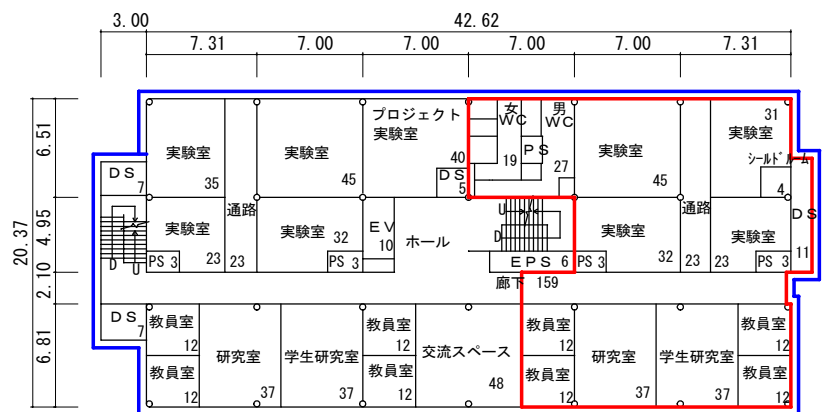 3.00 42.62
7.31 7.00 7.00 7.00 7.00 7.31
20.37
6.51 4.95 2.10 6.81
DS 7
実験室 35
実験室 45
プロジェクト
実験室 40
DS 5
女
WC
19
男
WC
27
PS
実験室 45
実験室 31
シールドルーム
4
通路 23
実験室 23
PS 3
実験室 32
PS 3
EV
10
ホール
U
D
EPS 6
実験室 32
PS 3
通路 23
実験室 23
PS 3
DS
11
D U
廊下 159
DS 7
教員室 12
教員室 12
研究室 37
学生研究室 37
教員室 12
教員室 12
交流スペース 48
教員室 12
教員室 12
研究室 37
学生研究室 37
教員室 12
教員室 12